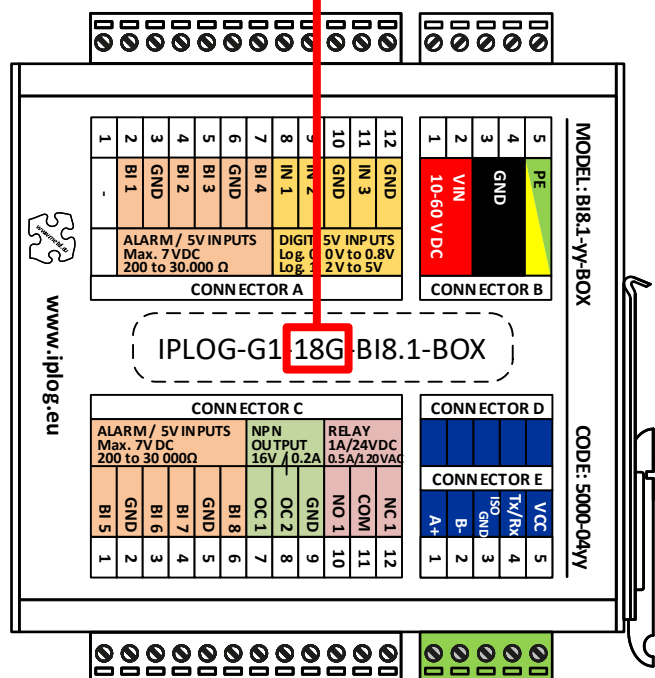 1 2 3 4 5 6 7 8 9 10 11 12
- BI 1 GND BI 2 BI 3 GND BI 4 IN 1 IN 2 GND IN 3 GND
ALARM / 5V INPUTS
Max. 7 VDC
200 to 30.000 Ω
DIGIT 5V INPUTS
Log. 0 0 V to 0.8V
Log. 1 2 V to 5V
CONNECTOR A
1 2 3 4 5
VIN
10-60 V DC
GND
PE
CONNECTOR B
MODEL: BI8.1-yy-BOX
www.iplog.eu
IPLOG-G1-18G-BI8.1-BOX
CONNECTOR C
ALARM / 5V INPUTS
Max. 7V DC
200 to 30 000Ω
NPN
OUTPUT
16V / 0.2A
RELAY
1A/24VDC
0.5A/120VAC
BI 5 GND BI 6 BI 7 GND BI 8 OC 1 OC 2 GND NO 1 COM NC 1
1 2 3 4 5 6 7 8 9 10 11 12
CONNECTOR D
CONNECTOR E
A+ B- ISO GND Tx/Rx VCC
1 2 3 4 5
CODE: 5000-04yy